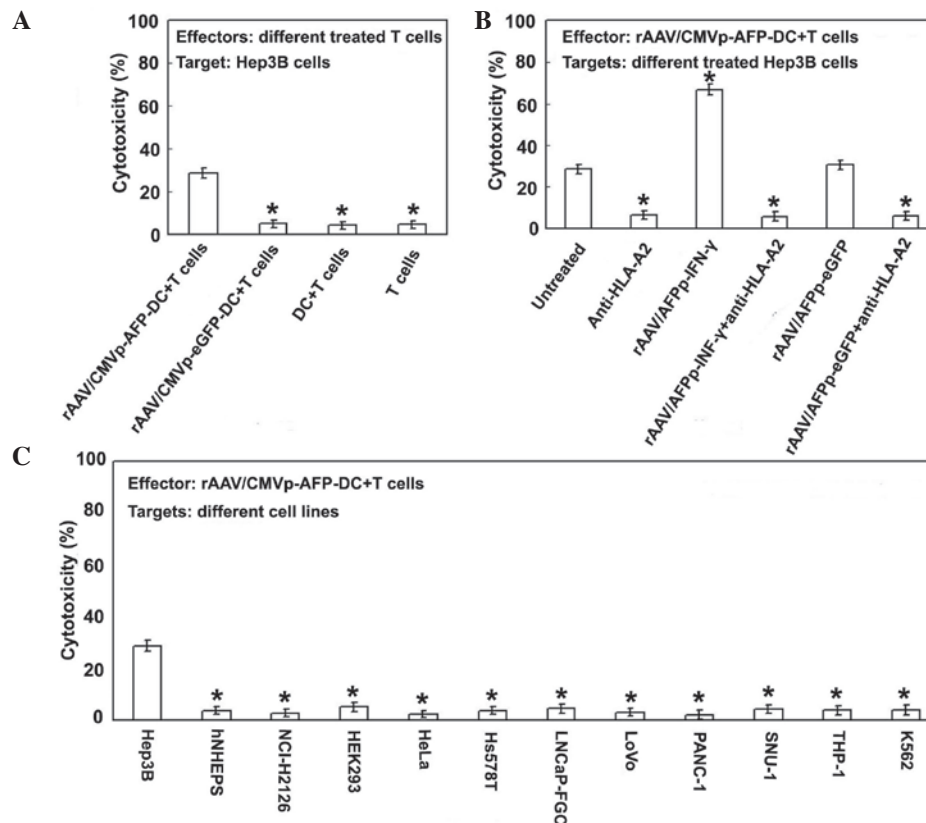 A
Cytotoxicity (%)
100
80
60
40
20
0
Effectors: different treated T cells
Target: Hep3B cells
*
*
*
rAAV/CMVp-AFP-DC+T cells
rAAV/CMVp-eGFP-DC+T cells
DC+T cells
T cells
B
Cytotoxicity (%)
100
80
60
40
20
0
Effector: rAAV/CMVp-AFP-DC+T cells
Targets: different treated Hep3B cells
*
*
*
*
Untreated
Anti-HLA-A2
rAAV/AFPp-IFN-γ
rAAV/AFPp-INF-γ+anti-HLA-A2
rAAV/AFPp-eGFP
rAAV/AFPp-eGFP+anti-HLA-A2
C
Cytotoxicity (%)
100
80
60
40
20
0
Effector: rAAV/CMVp-AFP-DC+T cells
Targets: different cell lines
* * * * * * * * * * *
Hep3B
hNHEPS
NCI-H2126
HEK293
HeLa
Hs578T
LNCaP-FGC
LoVo
PANC-1
SNU-1
THP-1
K562